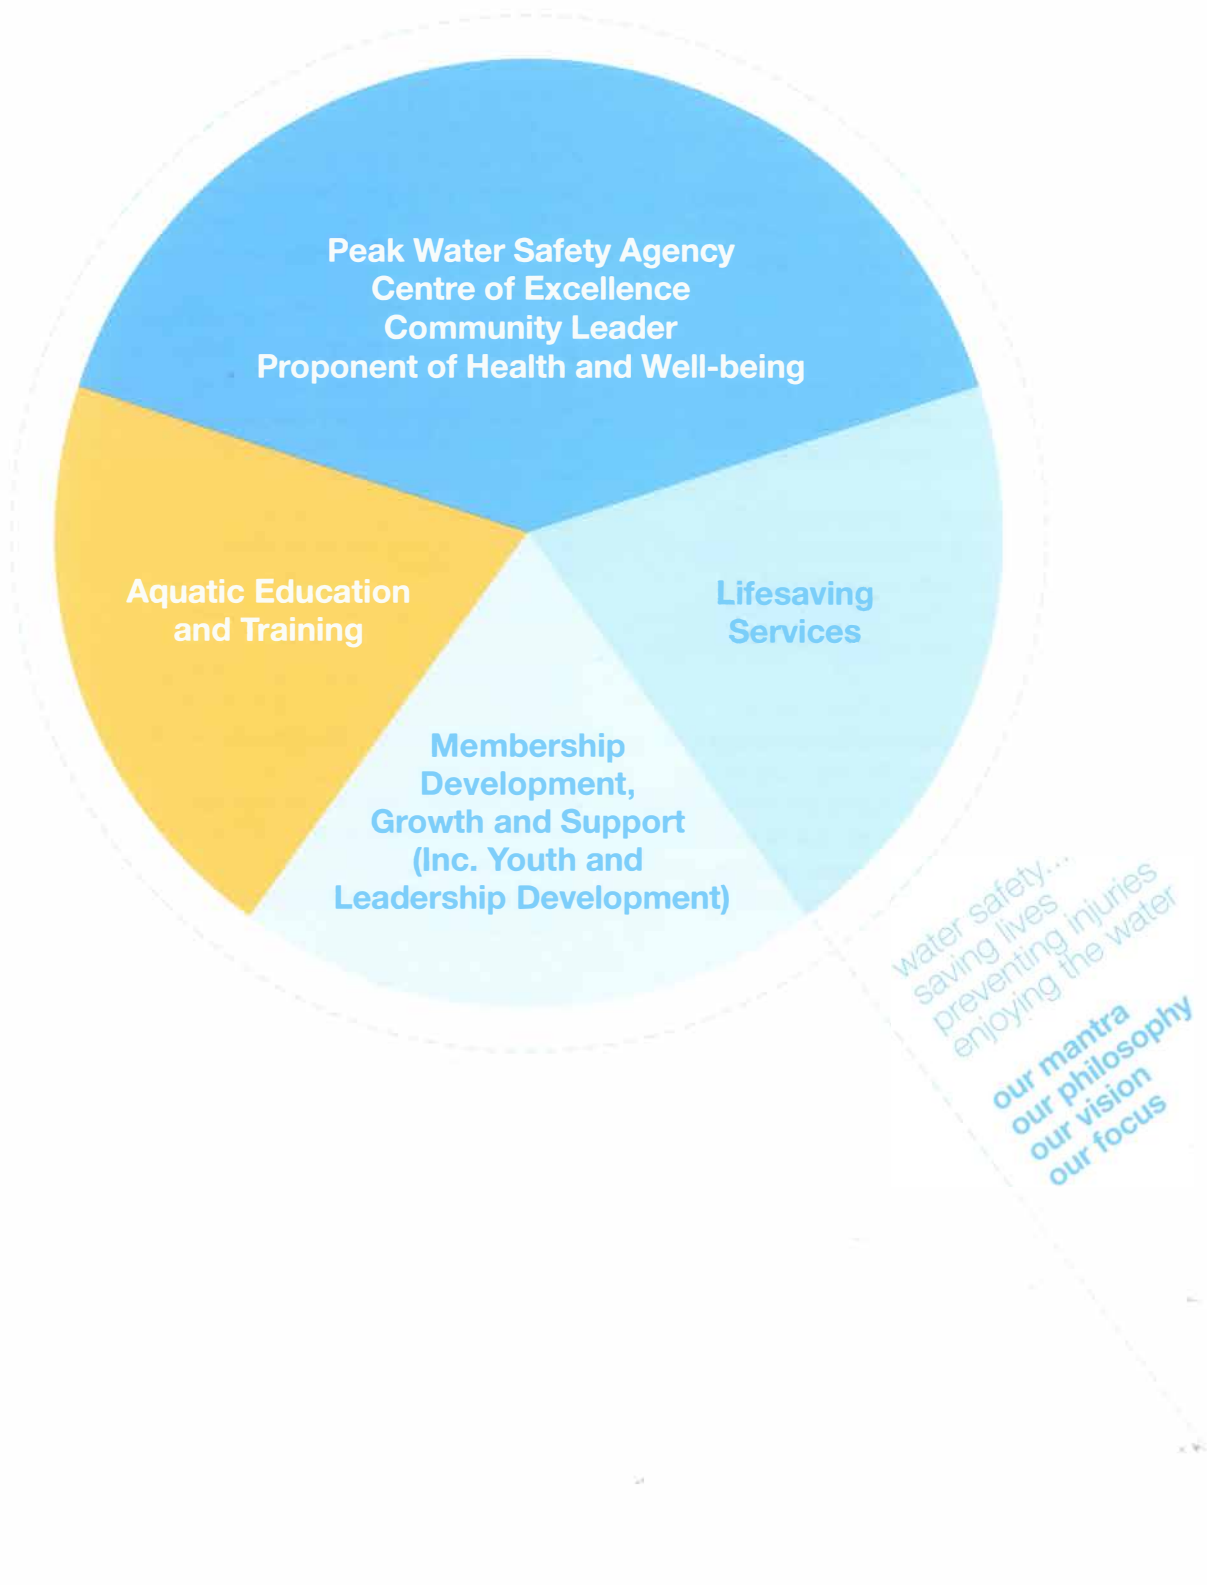 Peak Water Safety Agency
Centre of Excellence
Community Leader
Proponent of Health and Well-being
Aquatic Education
and Training
Lifesaving
Services
Membership
Development,
Growth and Support
(Inc. Youth and
Leadership Development)
water safety...
saving lives
preventing injuries
enjoying the water
our mantra
our philosophy
our vision
our focus